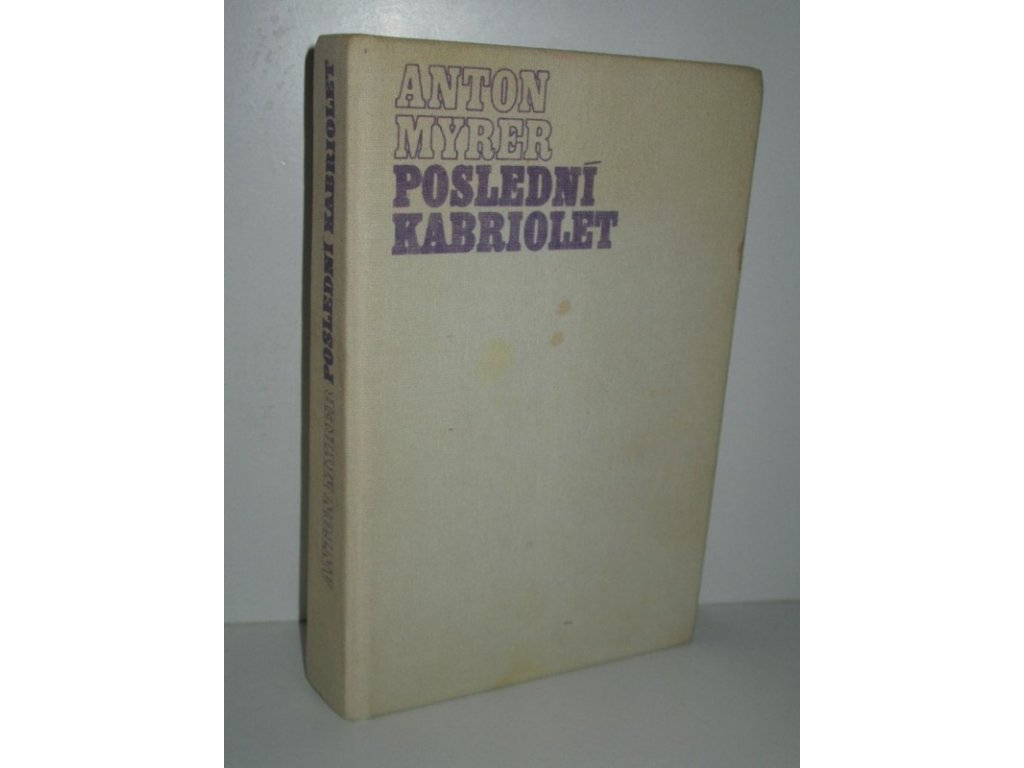 ANTON
MYRER
POSLEDNÍ
KABRIOLET
ANTON MYRER POSLEDNÍ KABRIOLET